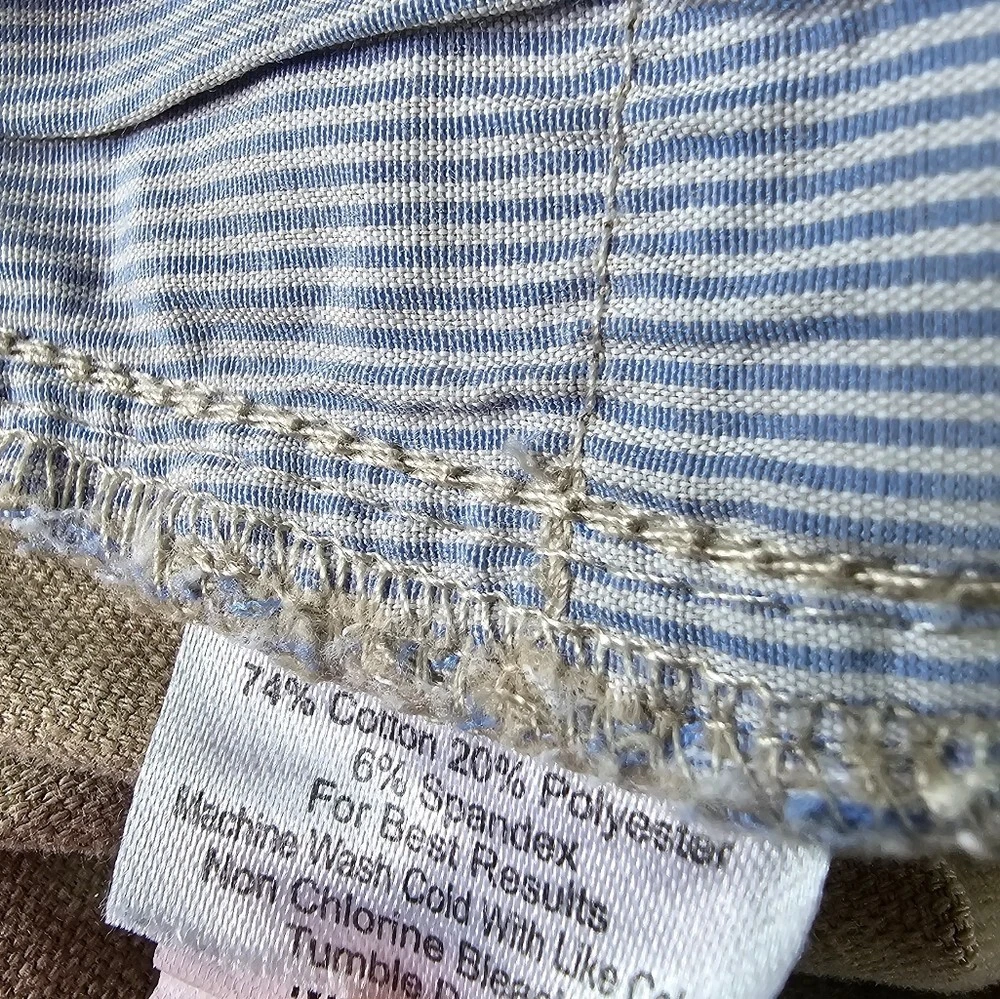 74% Cotton 20% Polyester
6% Spandex
For Best Results
Machine Wash Cold With Like
Non Chlorine
Tumble